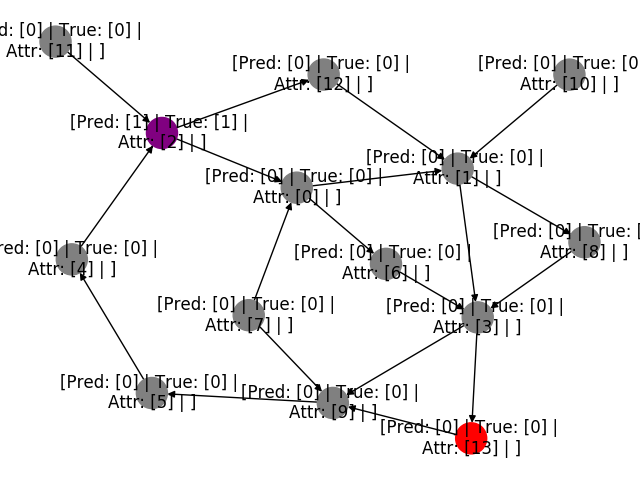 d: [0] | True: [0] |
Attr: [11] | ]
[Pred: [0] | True: [0] |
Attr: [12] | ]
[Pred: [0] | True: [0
Attr: [10] | ]
[Pred: [1] | True: [1] |
Attr: [2] | ]
[Pred: [0] | True: [0] |
Attr: [1] | ]
[Pred: [0] | True: [0] |
Attr: [0] | ]
red: [0] | True: [0] |
Attr: [4] | ]
[Pred: [0] | True: [0] |
Attr: [6] | ]
[Pred: [0] | True: [
Attr: [8] | ]
[Pred: [0] | True: [0] |
Attr: [7] | ]
[Pred: [0] | True: [0] |
Attr: [3] | ]
[Pred: [0] | True: [0] |
Attr: [5] | ]
[Pred: [0] | True: [0] |
Attr: [9] | ]
[Pred: [0] | True: [0] |
Attr: [13] | ]